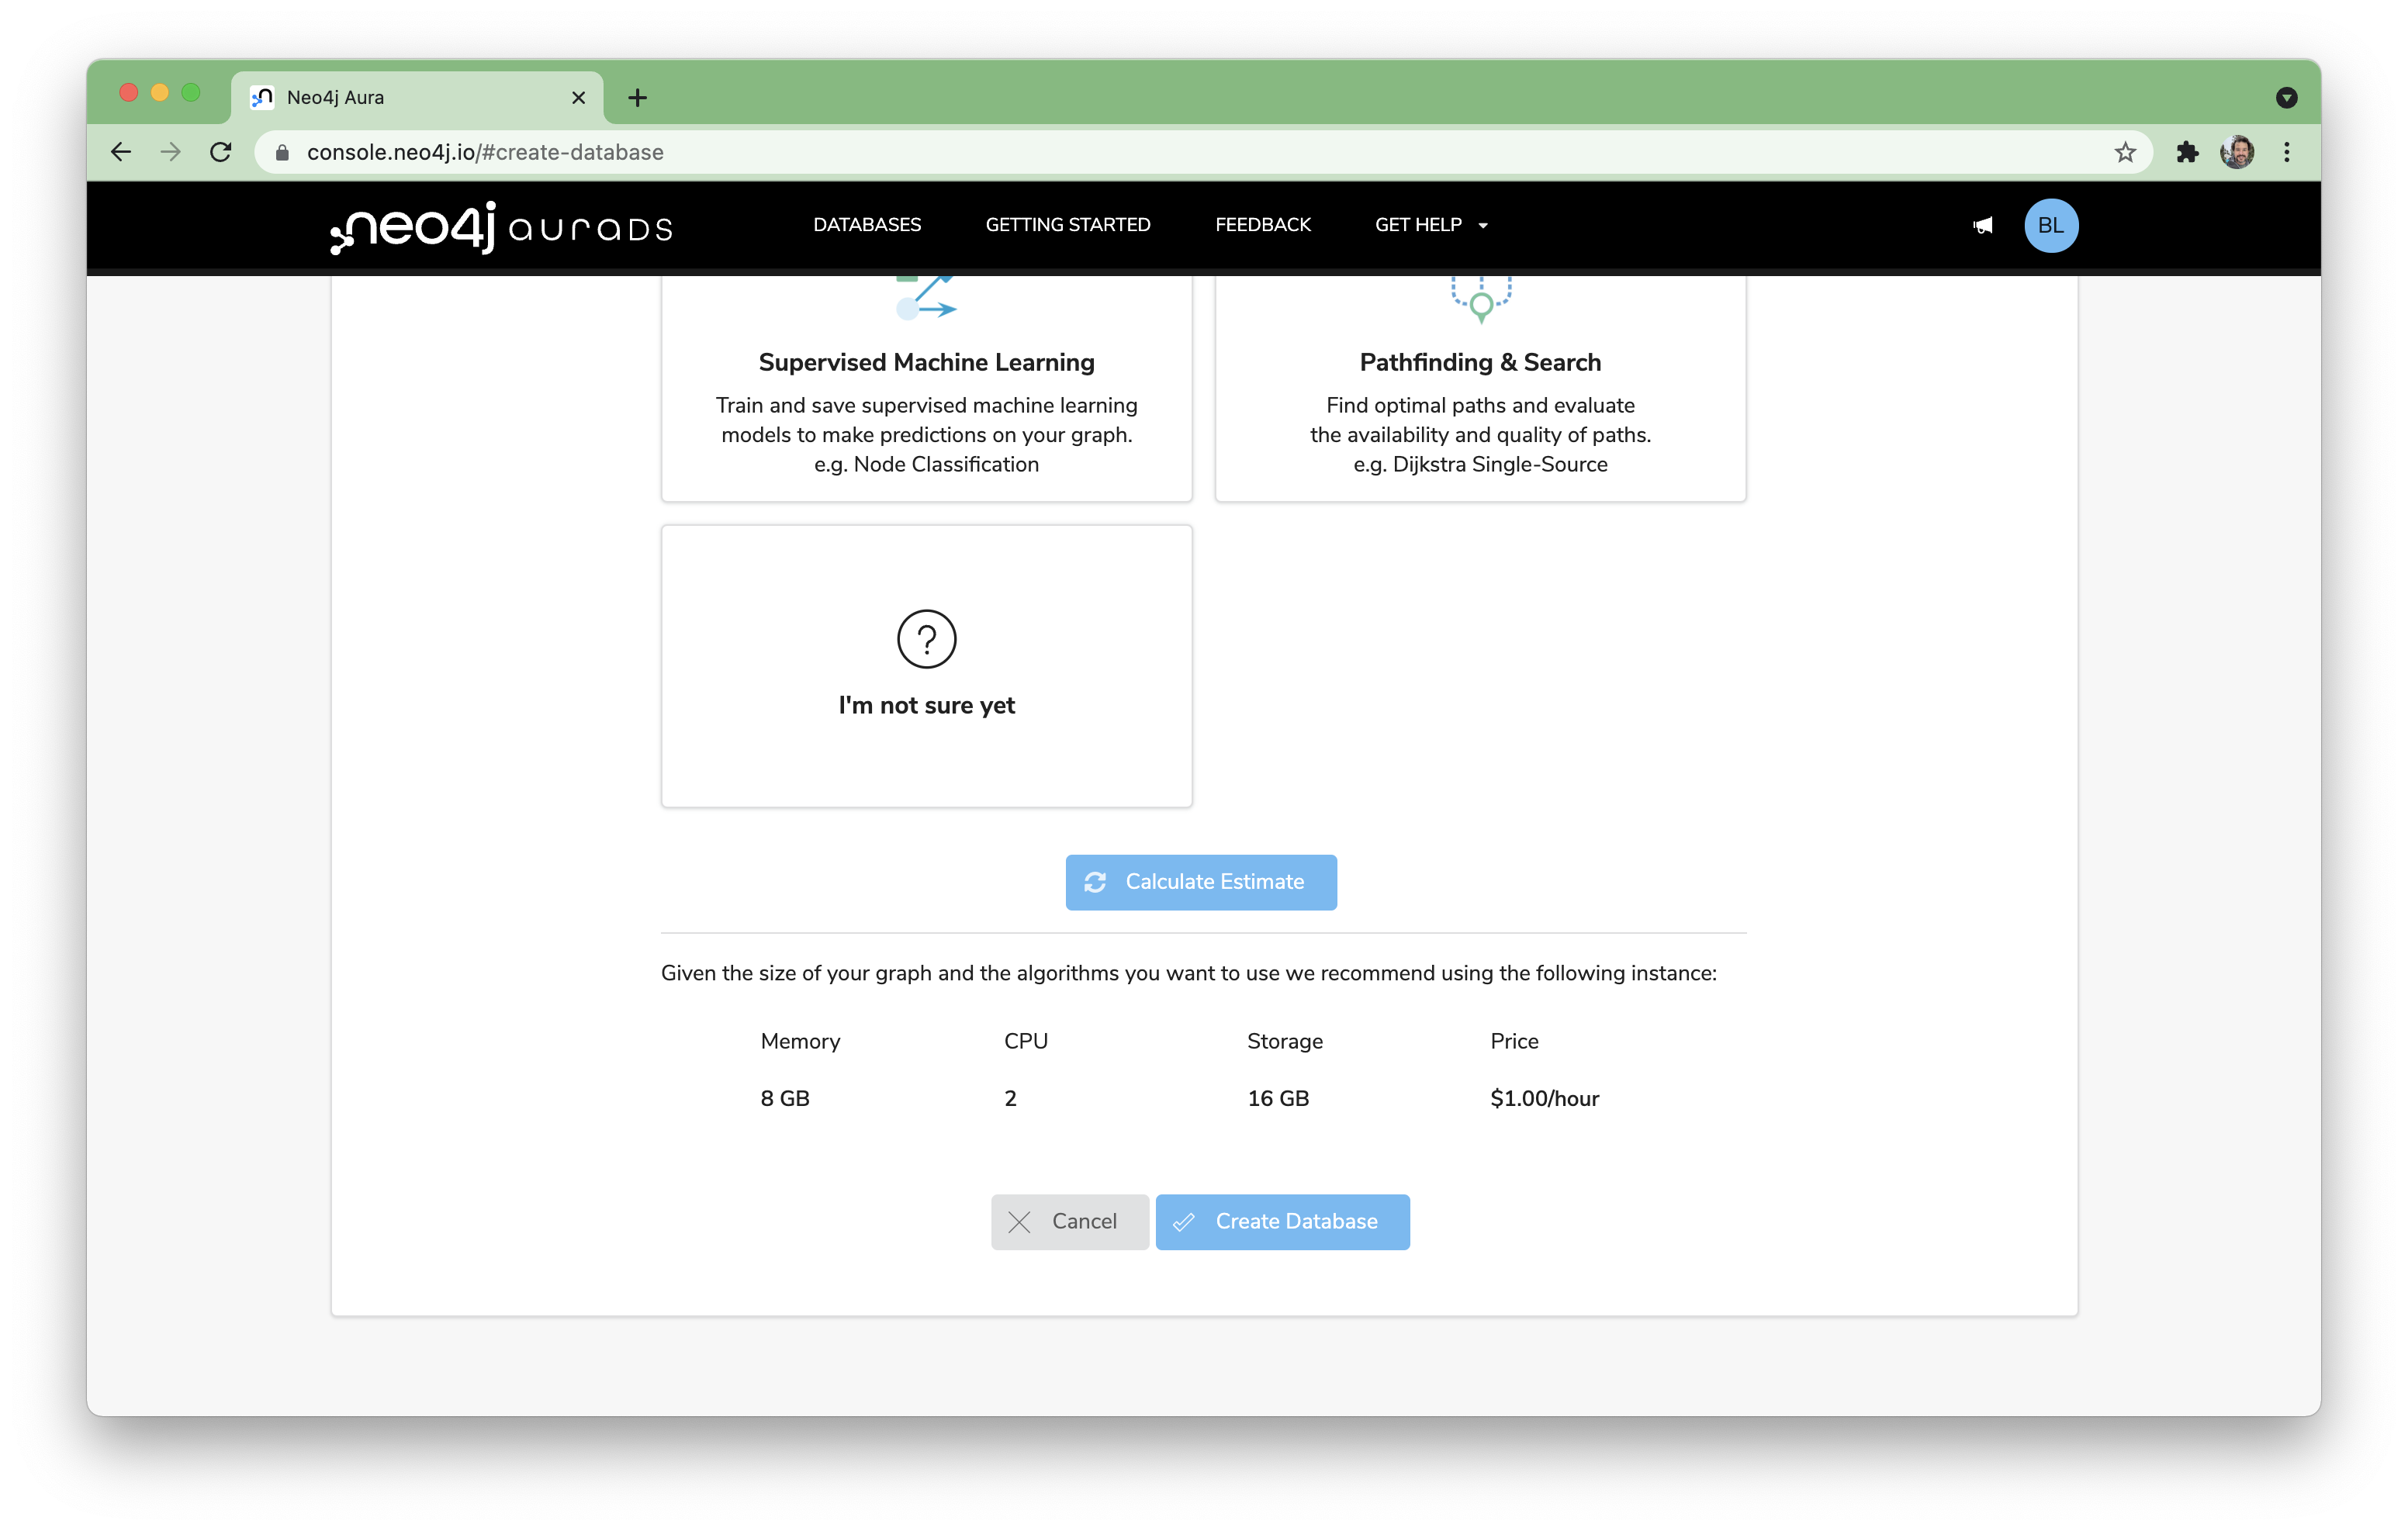 Neo4j Aura
console.neo4j.io/#create-database
neo4j auraDS
DATABASES
GETTING STARTED
FEEDBACK
GET HELP
BL
Supervised Machine Learning
Train and save supervised machine learning
models to make predictions on your graph.
e.g. Node Classification
Pathfinding & Search
Find optimal paths and evaluate
the availability and quality of paths.
e.g. Dijkstra Single-Source
?
I'm not sure yet
Calculate Estimate
Given the size of your graph and the algorithms you want to use we recommend using the following instance:
Memory CPU Storage Price
8 GB 2 16 GB $1.00/hour
Cancel
Create Database